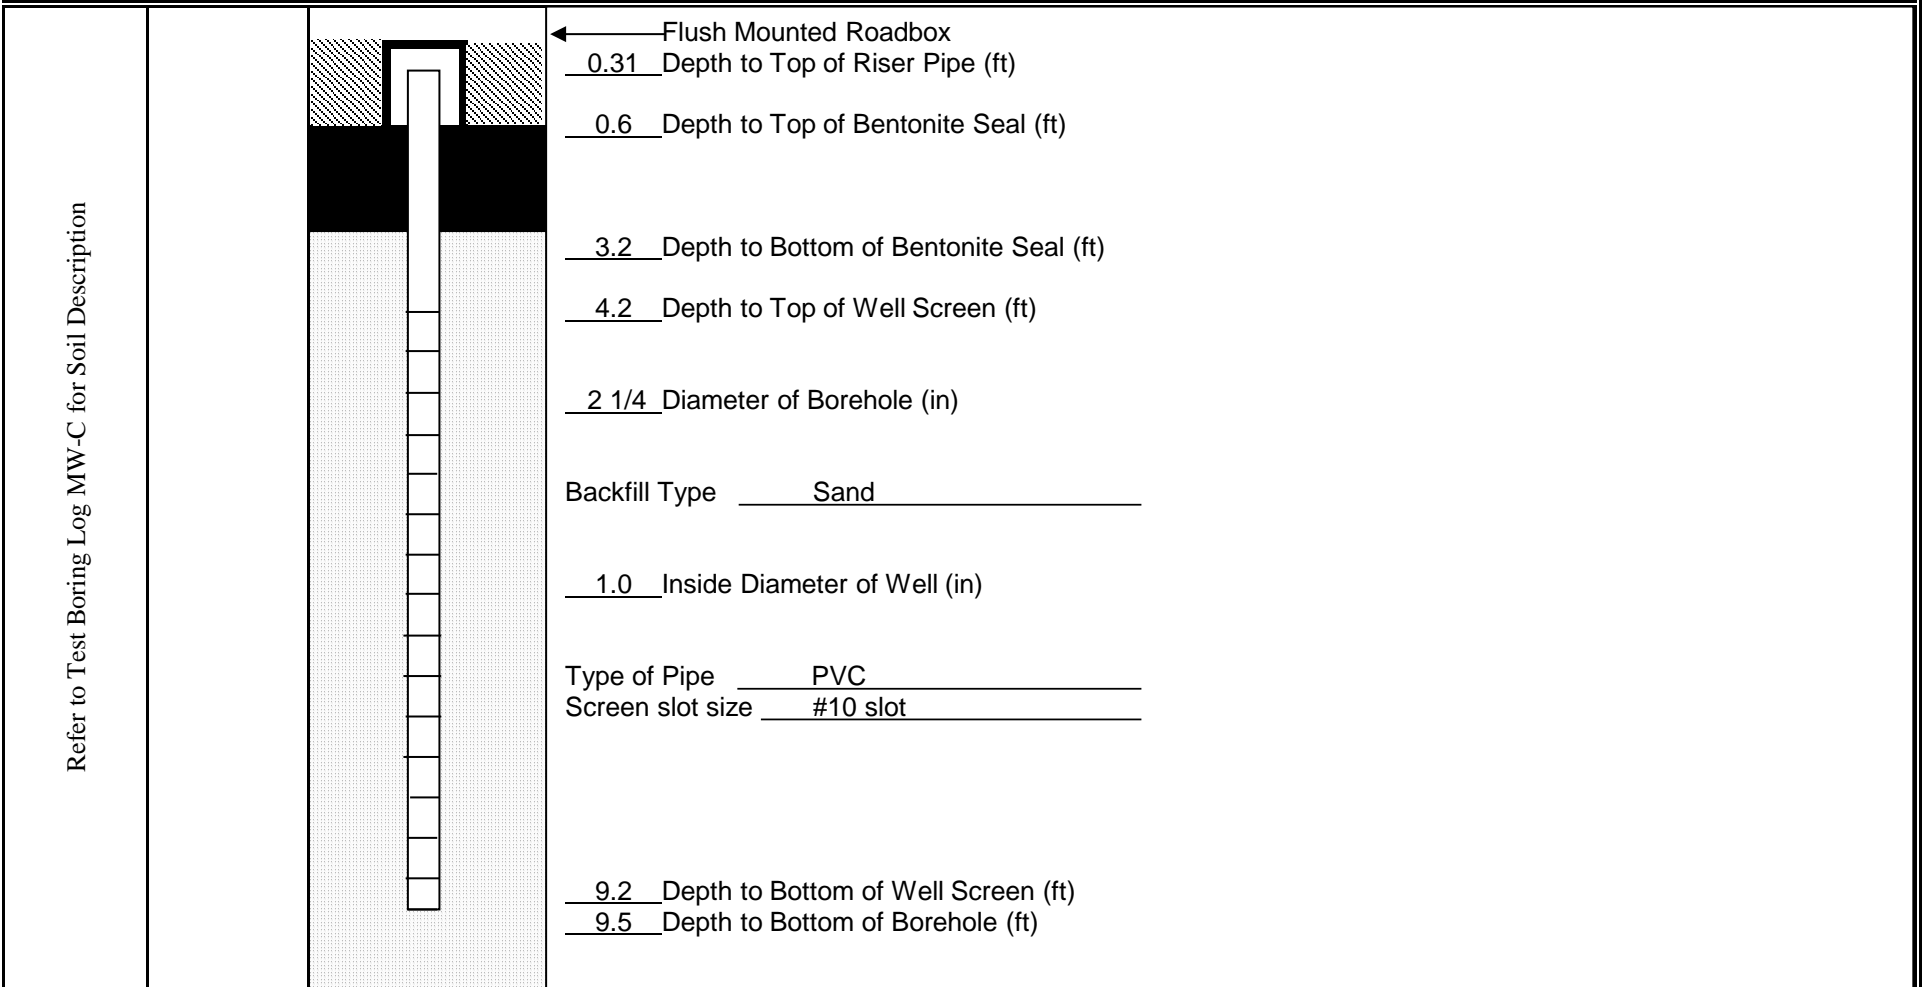 Refer to Test Boring Log MW-C for Soil Description
Flush Mounted Roadbox
0.31 Depth to Top of Riser Pipe (ft)
0.6 Depth to Top of Bentonite Seal (ft)
3.2 Depth to Bottom of Bentonite Seal (ft)
4.2 Depth to Top of Well Screen (ft)
2 1/4 Diameter of Borehole (in)
Backfill Type Sand
1.0 Inside Diameter of Well (in)
Type of Pipe PVC
Screen slot size #10 slot
9.2 Depth to Bottom of Well Screen (ft)
9.5 Depth to Bottom of Borehole (ft)